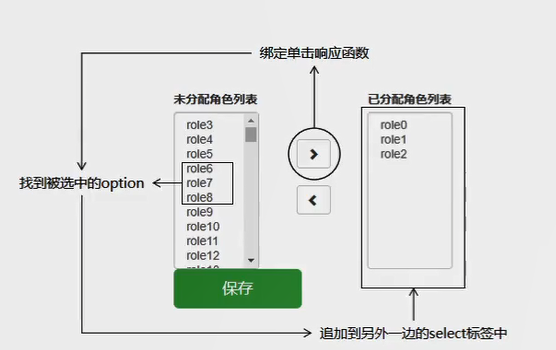 绑定单击响应函数
未分配角色列表
role3
role4
role5
role6
role7
role8
role9
role10
role11
role12
保存
已分配角色列表
role0
role1
role2
找到被选中的option
追加到另外一边的select标签中